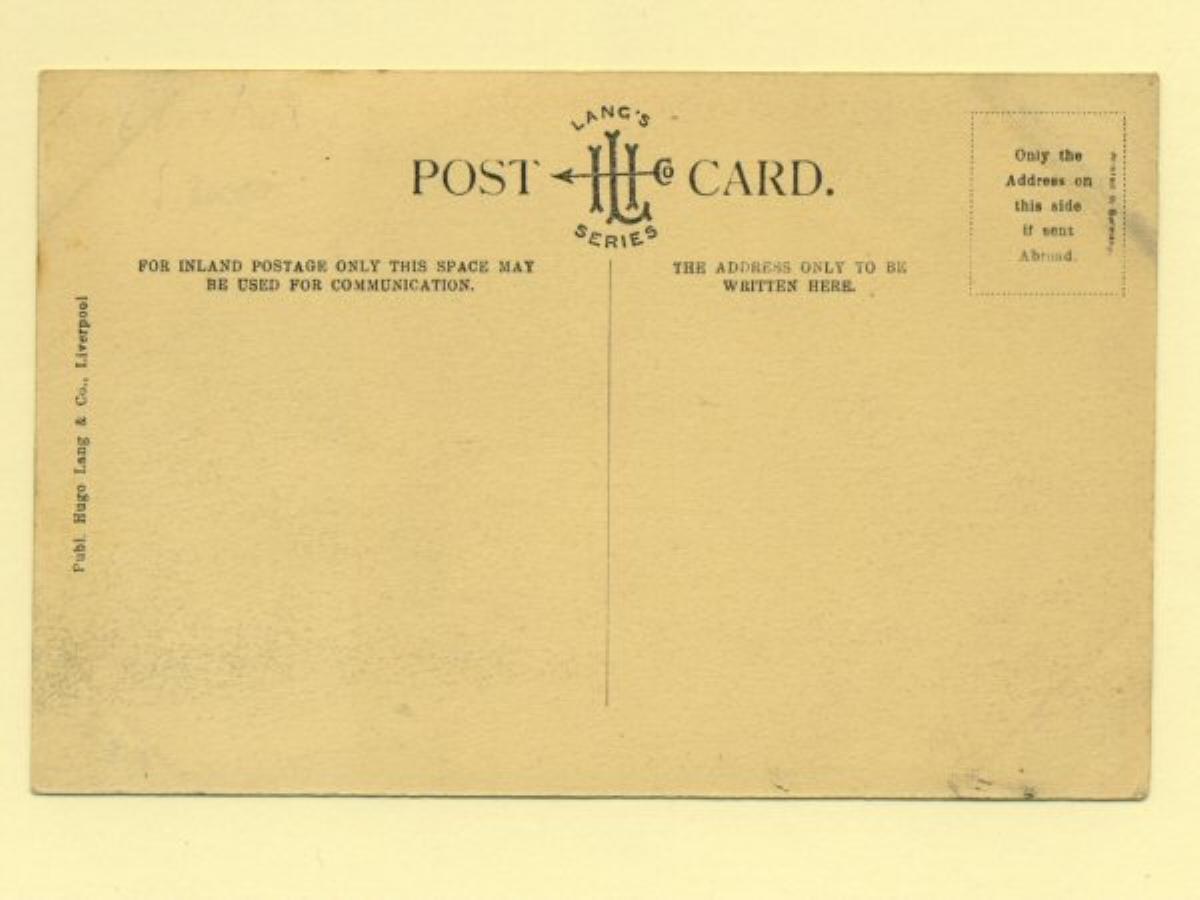 LANG'S
POST HLCo CARD.
SERIES
FOR INLAND POSTAGE ONLY THIS SPACE MAY
BE USED FOR COMMUNICATION.
THE ADDRESS ONLY TO BE
WRITTEN HERE.
Only the
Address on
this side
if sent
Abroad.
Publ. Hugo Lang & Co., Liverpool